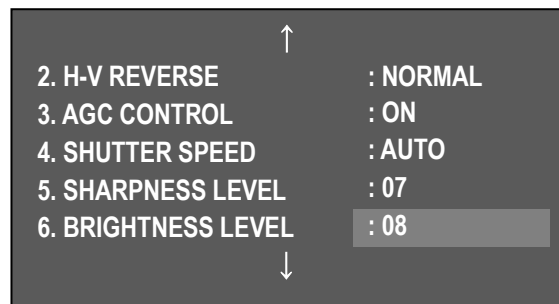 ↑
2. H-V REVERSE : NORMAL
3. AGC CONTROL : ON
4. SHUTTER SPEED : AUTO
5. SHARPNESS LEVEL : 07
6. BRIGHTNESS LEVEL : 08
↓